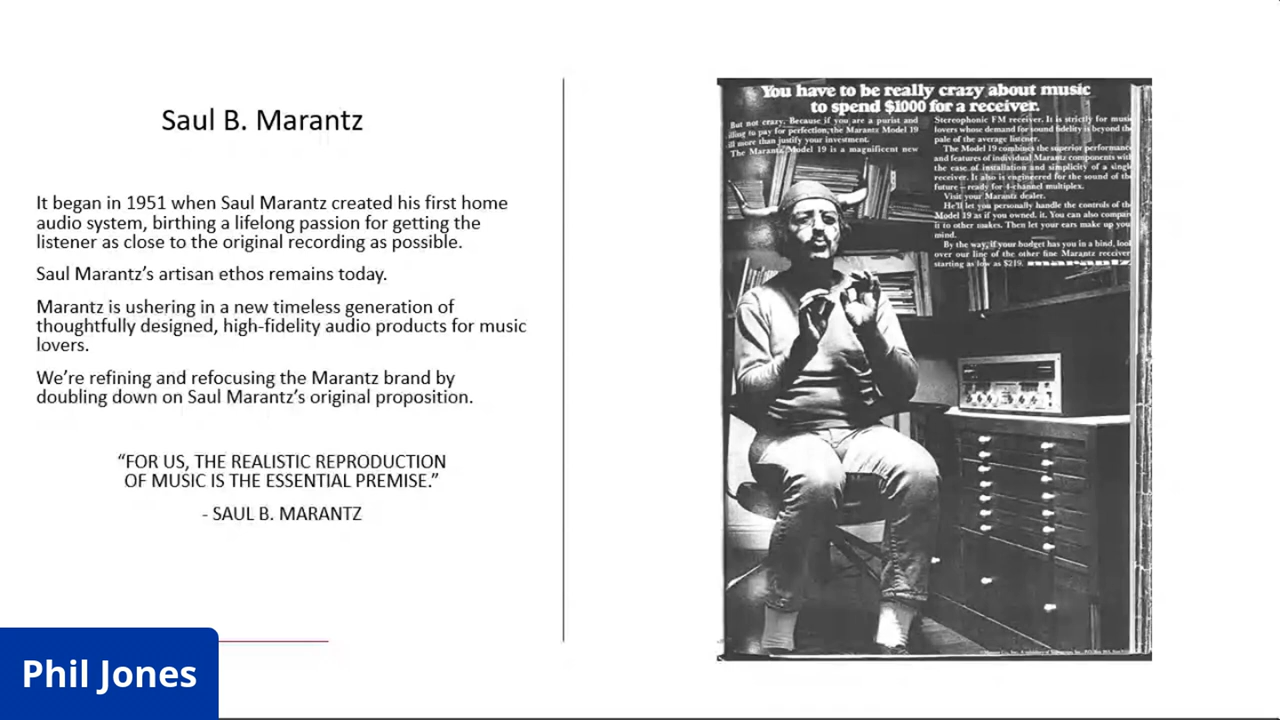 Saul B. Marantz
It began in 1951 when Saul Marantz created his first home
audio system, birthing a lifelong passion for getting the
listener as close to the original recording as possible.
Saul Marantz’s artisan ethos remains today.
Marantz is ushering in a new timeless generation of
thoughtfully designed, high-fidelity audio products for music
lovers.
We’re refining and refocusing the Marantz brand by
doubling down on Saul Marantz’s original proposition.
“FOR US, THE REALISTIC REPRODUCTION
OF MUSIC IS THE ESSENTIAL PREMISE.”
- SAUL B. MARANTZ
You have to be really crazy about music
to spend $1000 for a receiver.
But not crazy. Because if you are a purist and
to pay for perfection, the Marantz Model 19
more than justify your investment.
The Marantz Model 19 is a magnificent new
Stereophonic FM receiver. It is strictly for music
lovers whose demand for sound fidelity is beyond the
pale of the average listener.
The Model 19 combines the superior performance
and features of individual Marantz components with
the ease of installation and simplicity of a single
receiver. It also is engineered for the sound of the
future – ready for 4-channel multiplex.
Visit your Marantz dealer.
He'll let you personally handle the controls of the
Model 19 as if you owned. it. You can also compare
it to other makes. Then let your ears make up your
mind.
By the way, if your budget has you in a bind, look
over our line of the other fine Marantz receivers
starting as low as $219. marantz
Phil Jones